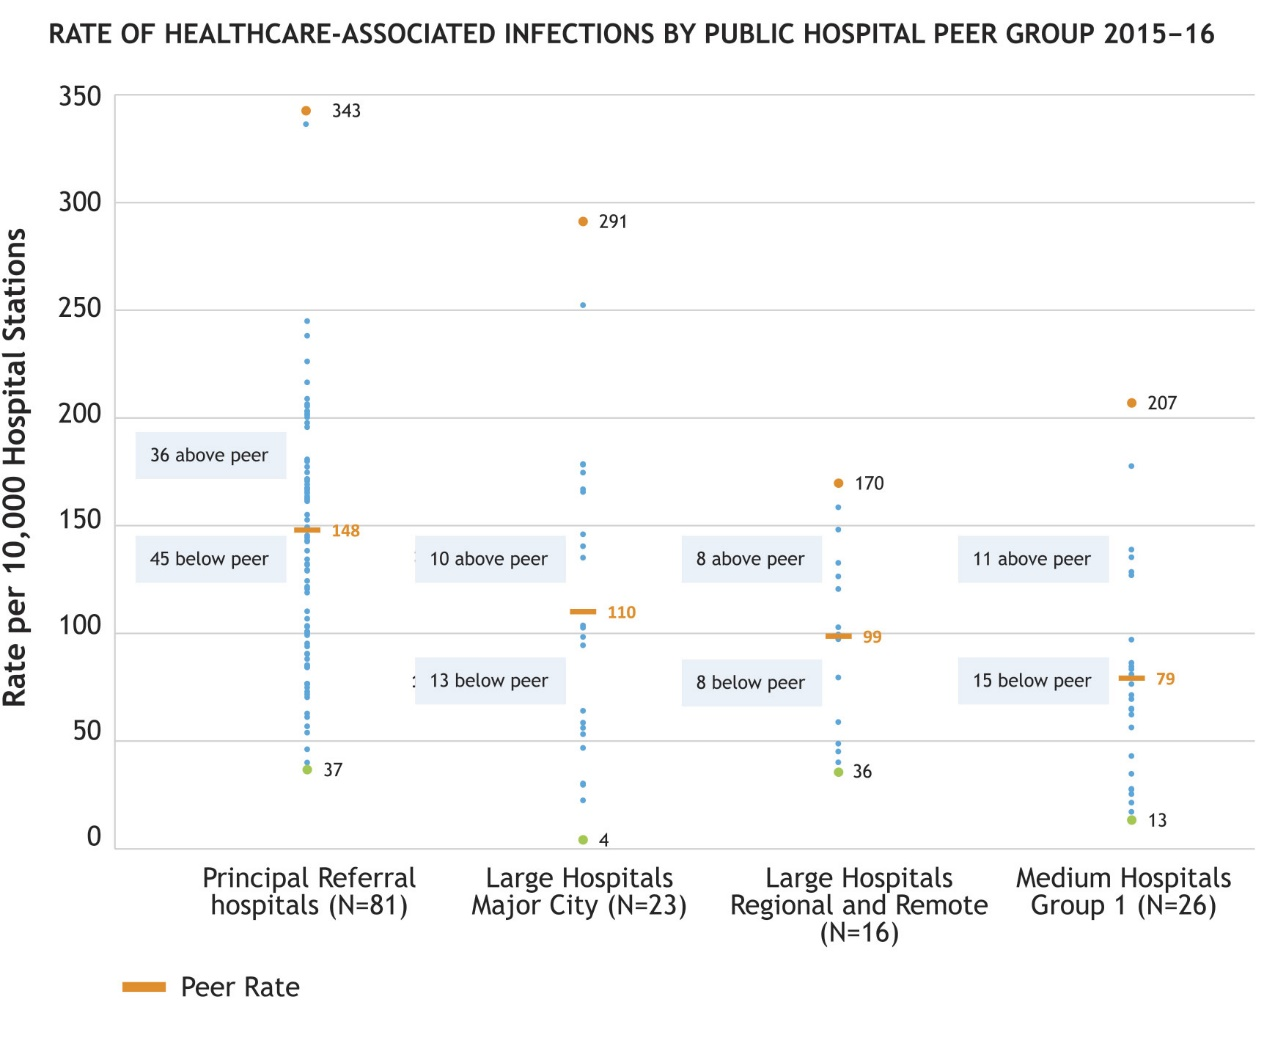 RATE OF HEALTHCARE-ASSOCIATED INFECTIONS BY PUBLIC HOSPITAL PEER GROUP 2015–16
Rate per 10,000 Hospital Stations
350
300
250
200
150
100
50
0
343
36 above peer
148
45 below peer
37
291
10 above peer
110
13 below peer
4
170
8 above peer
99
8 below peer
36
207
11 above peer
79
15 below peer
13
Principal Referral
hospitals (N=81)
Large Hospitals
Major City (N=23)
Large Hospitals
Regional and Remote
(N=16)
Medium Hospitals
Group 1 (N=26)
Peer Rate